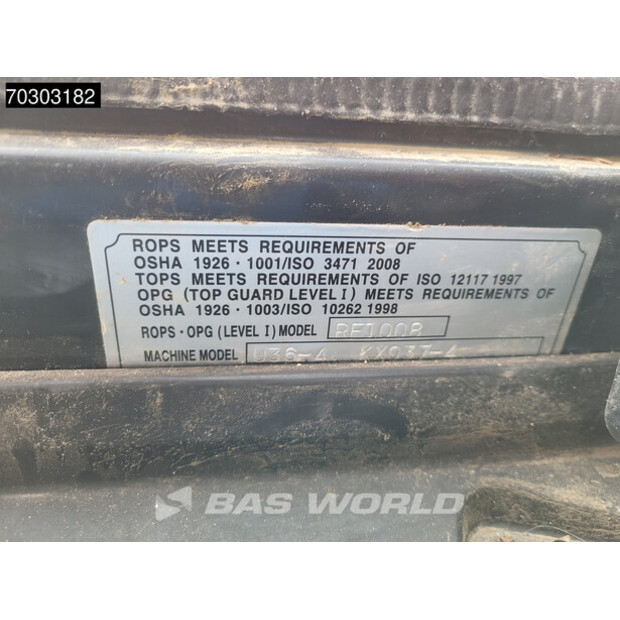 70303182
ROPS MEETS REQUIREMENTS OF
OSHA 1926 · 1001/ISO 3471 2008
TOPS MEETS REQUIREMENTS OF ISO 12117 1997
OPG (TOP GUARD LEVEL I) MEETS REQUIREMENTS OF
OSHA 1926 · 1003/ISO 10262 1998
ROPS · OPG (LEVEL I) MODEL RF1008
MACHINE MODEL U36-4 KX037-4
BAS WORLD